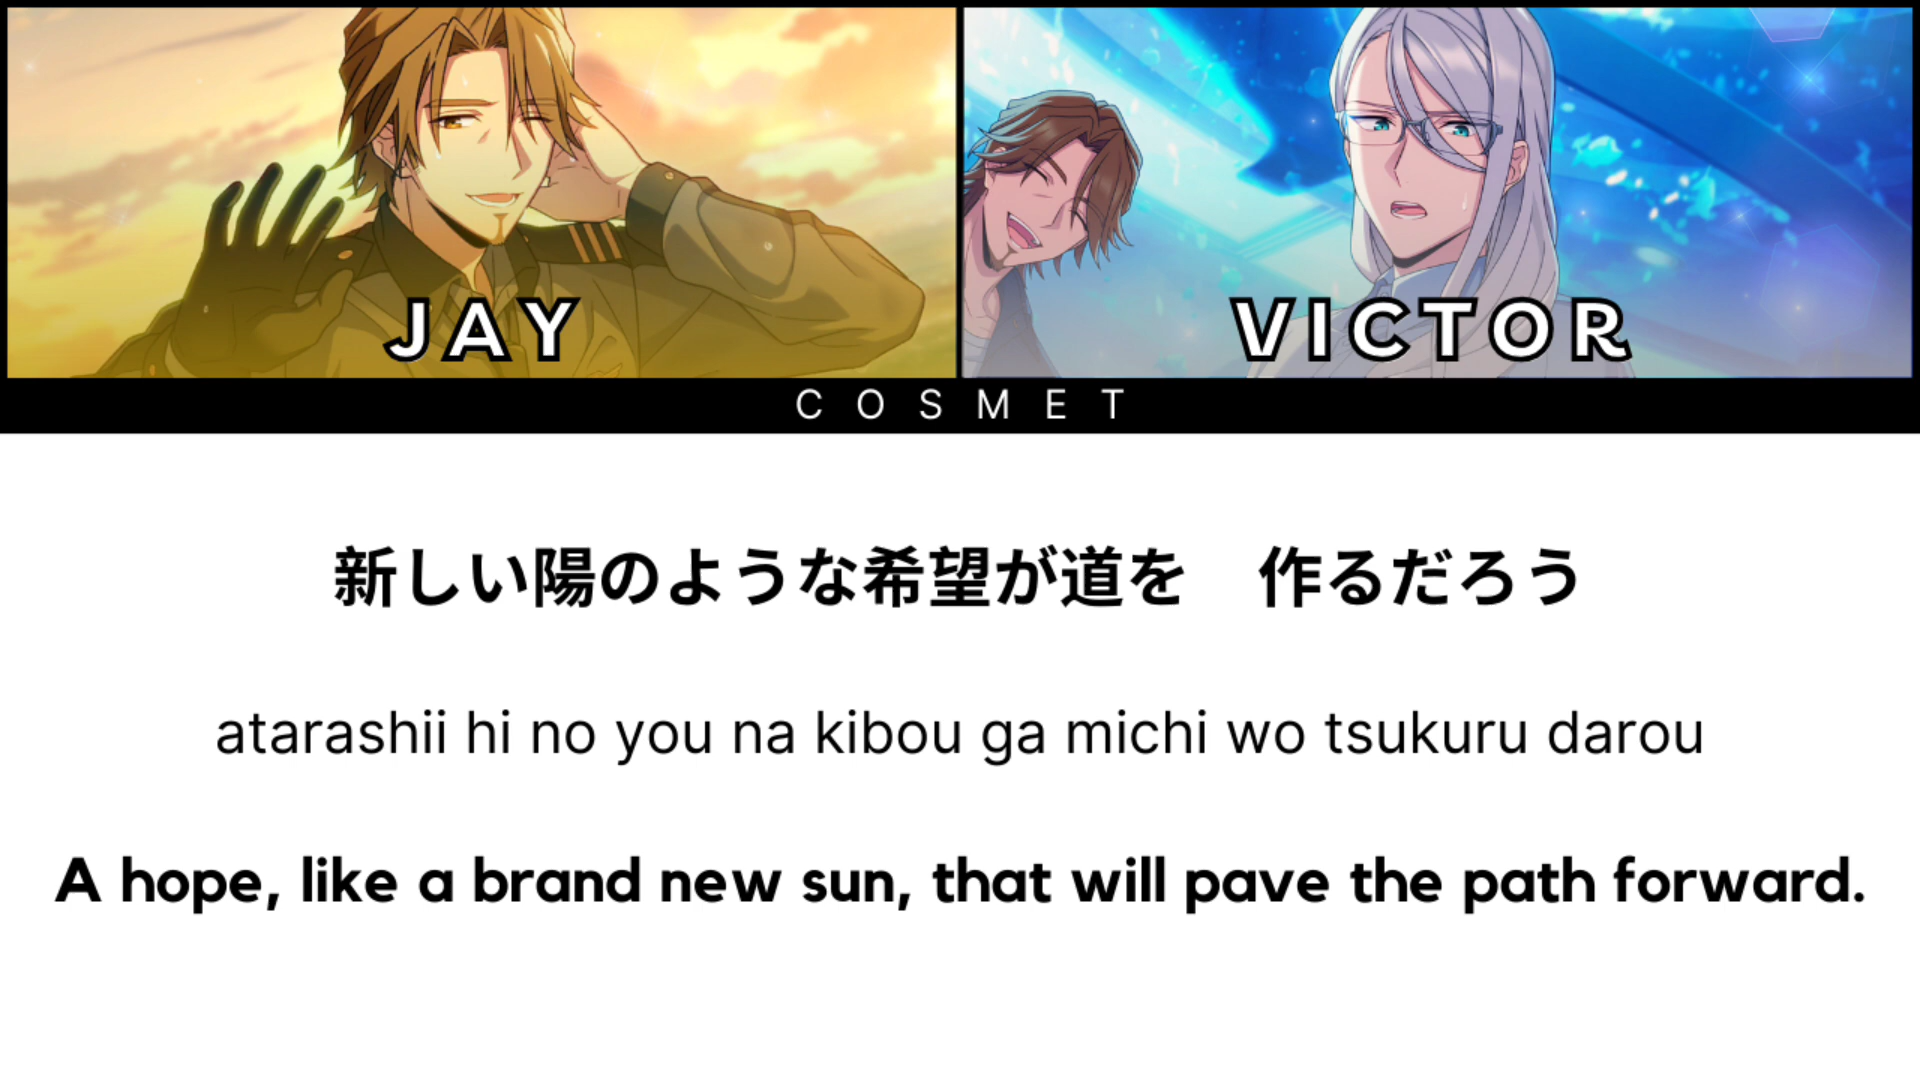 JAY
VICTOR
COSMET
新しい陽のような希望が道を　作るだろう
atarashii hi no you na kibou ga michi wo tsukuru darou
A hope, like a brand new sun, that will pave the path forward.